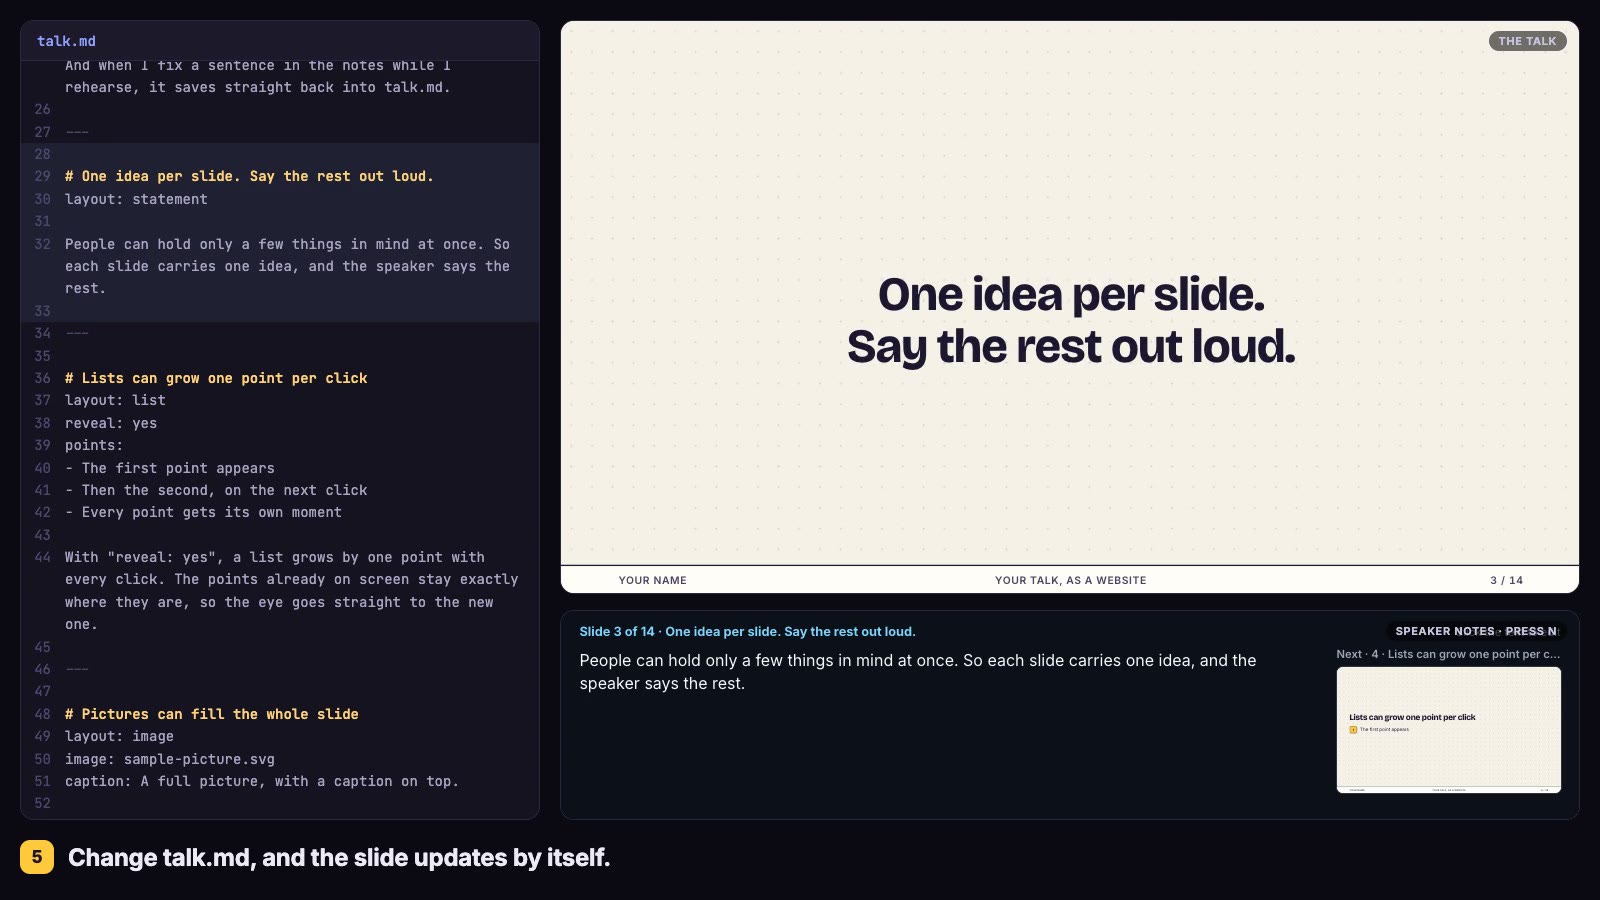 talk.md
And when I fix a sentence in the notes while I
rehearse, it saves straight back into talk.md.
26
27 ---
28
29 # One idea per slide. Say the rest out loud.
30 layout: statement
31
32 People can hold only a few things in mind at once. So
each slide carries one idea, and the speaker says the
rest.
33
34 ---
35
36 # Lists can grow one point per click
37 layout: list
38 reveal: yes
39 points:
40 - The first point appears
41 - Then the second, on the next click
42 - Every point gets its own moment
43
44 With "reveal: yes", a list grows by one point with
every click. The points already on screen stay exactly
where they are, so the eye goes straight to the new
one.
45
46 ---
47
48 # Pictures can fill the whole slide
49 layout: image
50 image: sample-picture.svg
51 caption: A full picture, with a caption on top.
52
THE TALK
One idea per slide.
Say the rest out loud.
YOUR NAME
YOUR TALK, AS A WEBSITE
3 / 14
Slide 3 of 14 · One idea per slide. Say the rest out loud.
SPEAKER NOTES · PRESS N
People can hold only a few things in mind at once. So each slide carries one idea, and the
speaker says the rest.
Next · 4 · Lists can grow one point per c…
Lists can grow one point per click
The first point appears
5 Change talk.md, and the slide updates by itself.